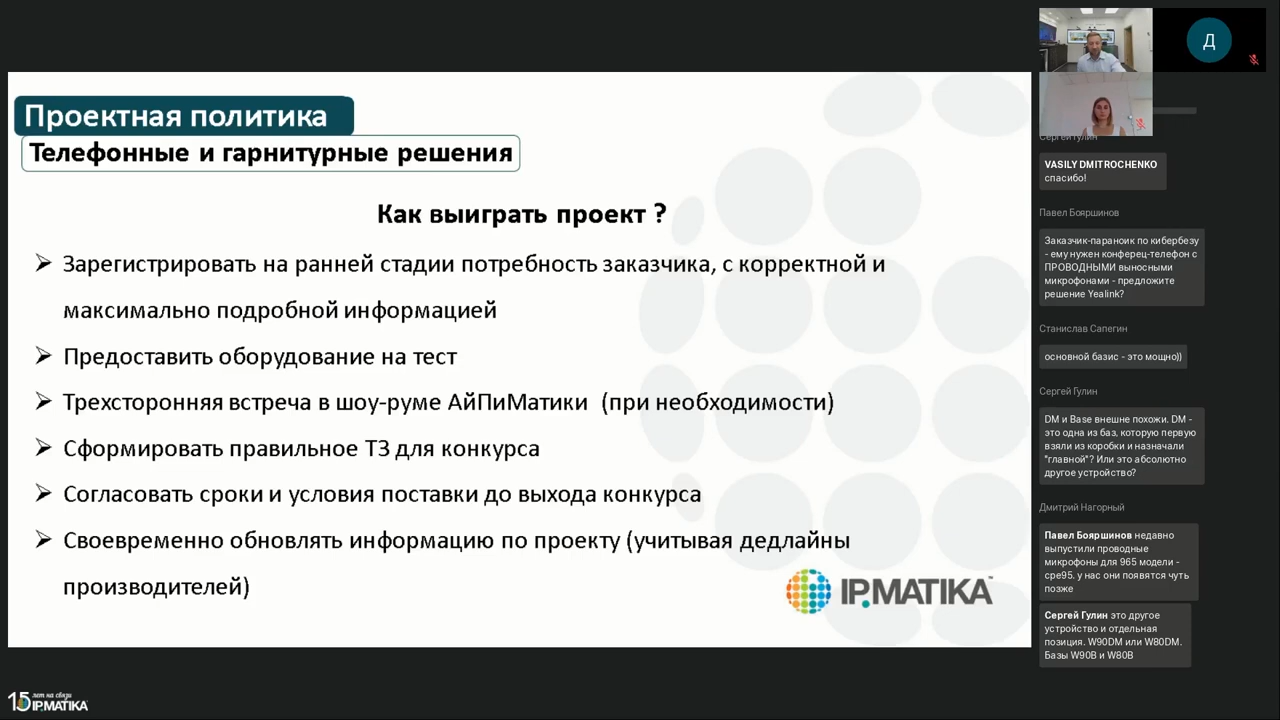 Проектная политика
Телефонные и гарнитурные решения
Как выиграть проект ?
Зарегистрировать на ранней стадии потребность заказчика, с корректной и
максимально подробной информацией
Предоставить оборудование на тест
Трехсторонняя встреча в шоу-руме АйПиМатики (при необходимости)
Сформировать правильное ТЗ для конкурса
Согласовать сроки и условия поставки до выхода конкурса
Своевременно обновлять информацию по проекту (учитывая дедлайны
производителей)
IP.MATIKA™
15 лет на связи
IP.MATIKA
Д
Сергей Гулин
VASILY DMITROCHENKO
спасибо!
Павел Бояршинов
Заказчик-параноик по кибербезу
- ему нужен конферец-телефон с
ПРОВОДНЫМИ выносными
микрофонами - предложите
решение Yealink?
Станислав Сапегин
основной базис - это мощно))
Сергей Гулин
DM и Base внешне похожи. DM -
это одна из баз, которую первую
взяли из коробки и назначали
"главной"? Или это абсолютно
другое устройство?
Дмитрий Нагорный
Павел Бояршинов недавно
выпустили проводные
микрофоны для 965 модели -
cpe95. у нас они появятся чуть
позже
Сергей Гулин это другое
устройство и отдельная
позиция. W90DM или W80DM.
Базы W90B и W80B